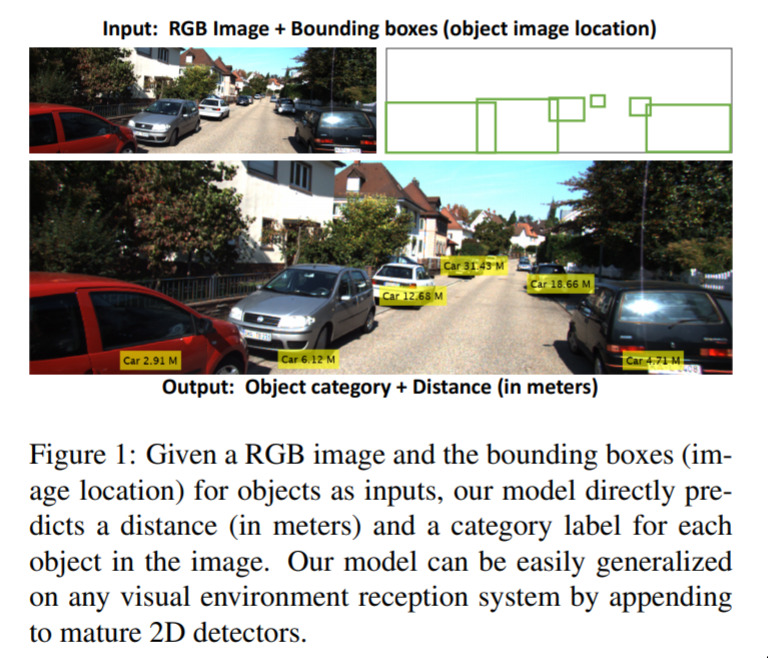 Input: RGB Image + Bounding boxes (object image location)
Car 31.43 M
Car 18.66 M
Car 12.68 M
Car 2.91 M
Car 6.12 M
Car 4.71 M
Output: Object category + Distance (in meters)
Figure 1: Given a RGB image and the bounding boxes (im-
age location) for objects as inputs, our model directly pre-
dicts a distance (in meters) and a category label for each
object in the image. Our model can be easily generalized
on any visual environment reception system by appending
to mature 2D detectors.